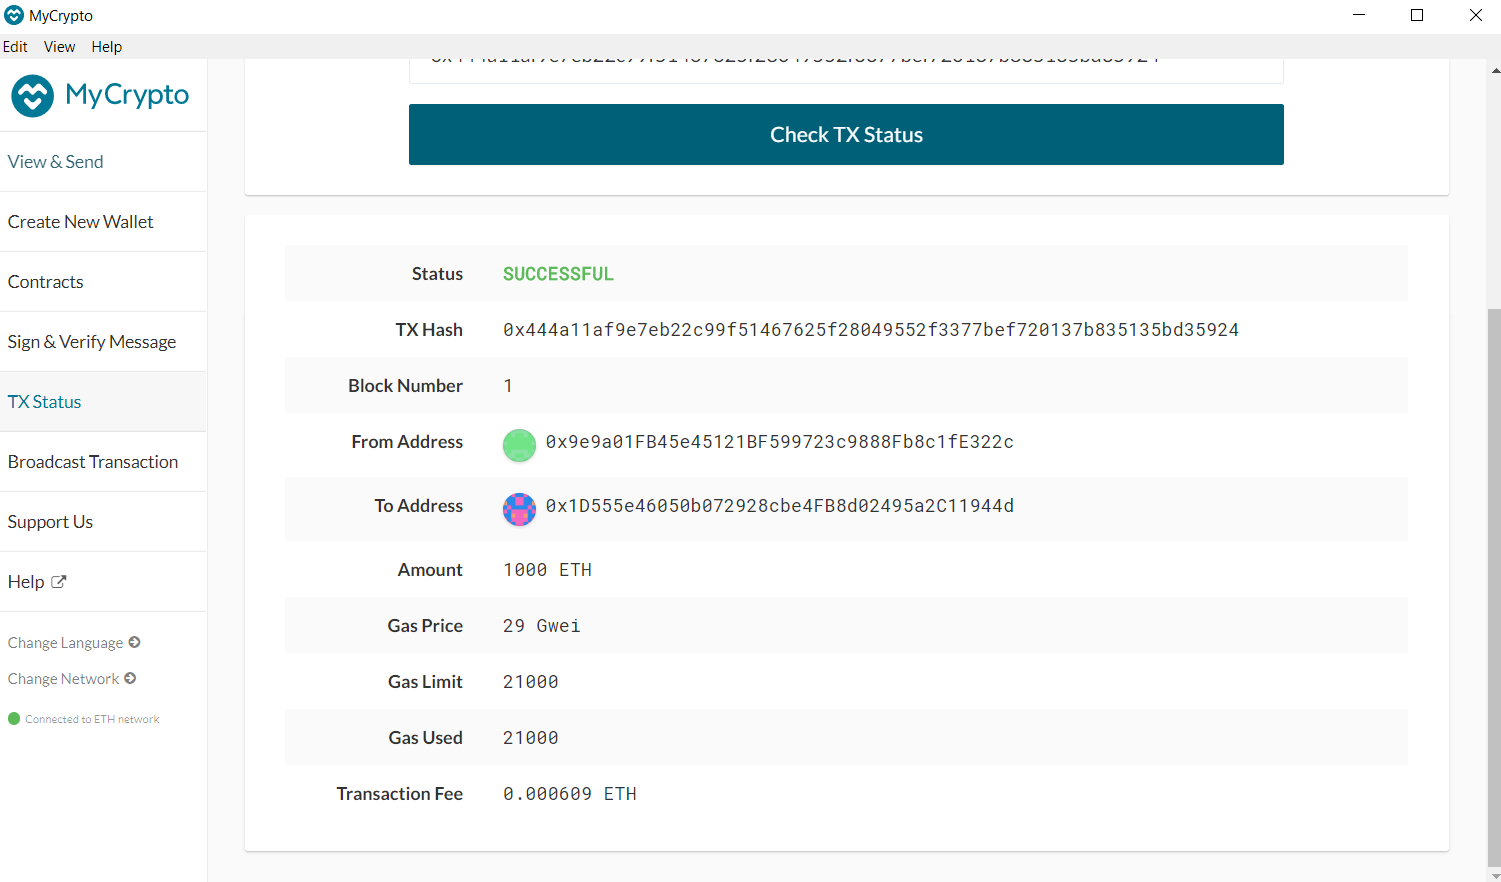 MyCrypto
Edit View Help
MyCrypto
View & Send
Create New Wallet
Contracts
Sign & Verify Message
TX Status
Broadcast Transaction
Support Us
Help
Change Language
Change Network
Connected to ETH network
Check TX Status
Status SUCCESSFUL
TX Hash 0x444a11af9e7eb22c99f51467625f28049552f3377bef720137b835135bd35924
Block Number 1
From Address 0x9e9a01FB45e45121BF599723c9888Fb8c1fE322c
To Address 0x1D555e46050b072928cbe4FB8d02495a2C11944d
Amount 1000 ETH
Gas Price 29 Gwei
Gas Limit 21000
Gas Used 21000
Transaction Fee 0.000609 ETH